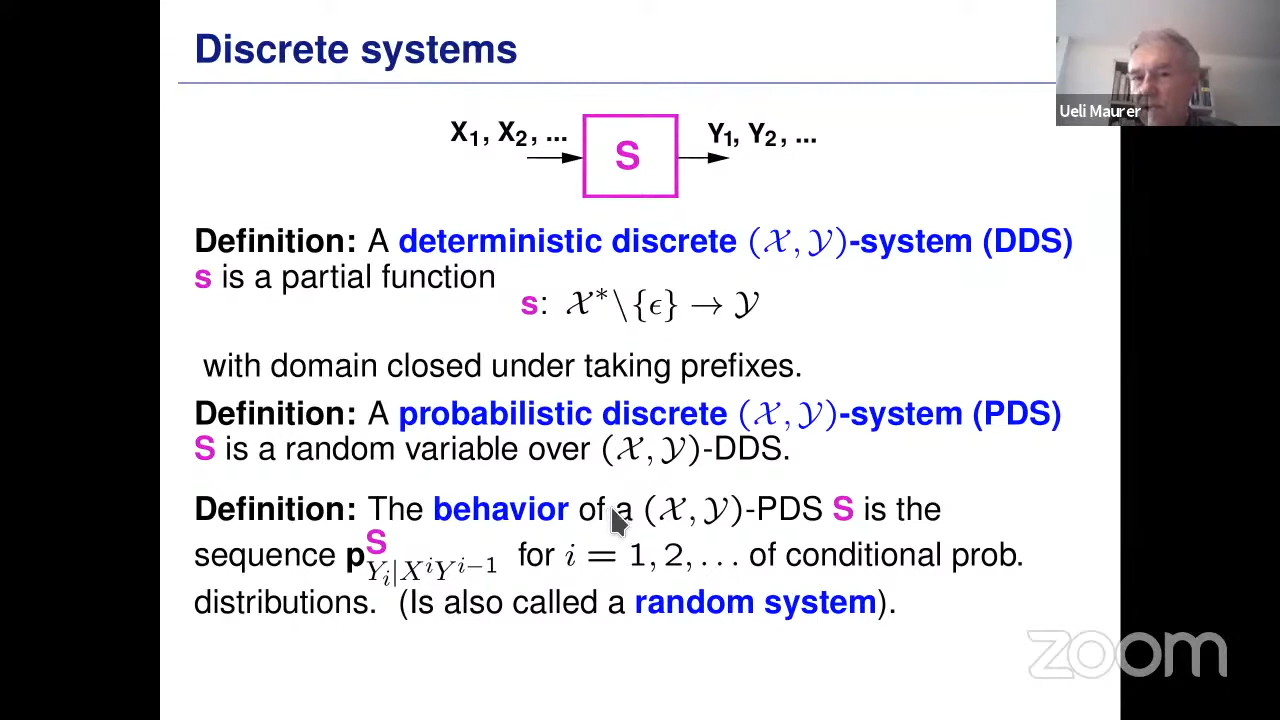 Discrete systems
Ueli Maurer
X₁, X₂, ...
S
Y₁, Y₂, ...
Definition: A deterministic discrete (𝒳, 𝒴)-system (DDS)
s is a partial function
s: 𝒳*\{ϵ} → 𝒴
with domain closed under taking prefixes.
Definition: A probabilistic discrete (𝒳, 𝒴)-system (PDS)
S is a random variable over (𝒳, 𝒴)-DDS.
Definition: The behavior of a (𝒳, 𝒴)-PDS S is the
sequence p^S_{Y_i|X^iY^{i−1}} for i = 1, 2, . . . of conditional prob.
distributions. (Is also called a random system).
zoom